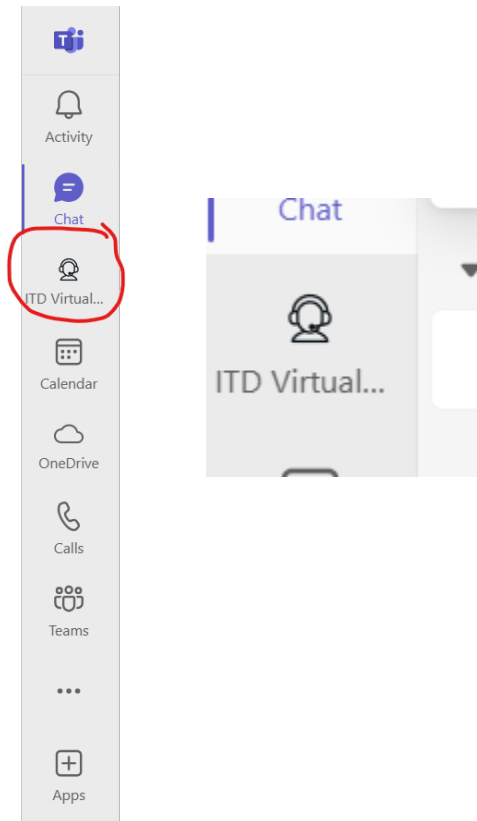 Activity
Chat
ITD Virtual...
Calendar
OneDrive
Calls
Teams
Apps
Chat
ITD Virtual...